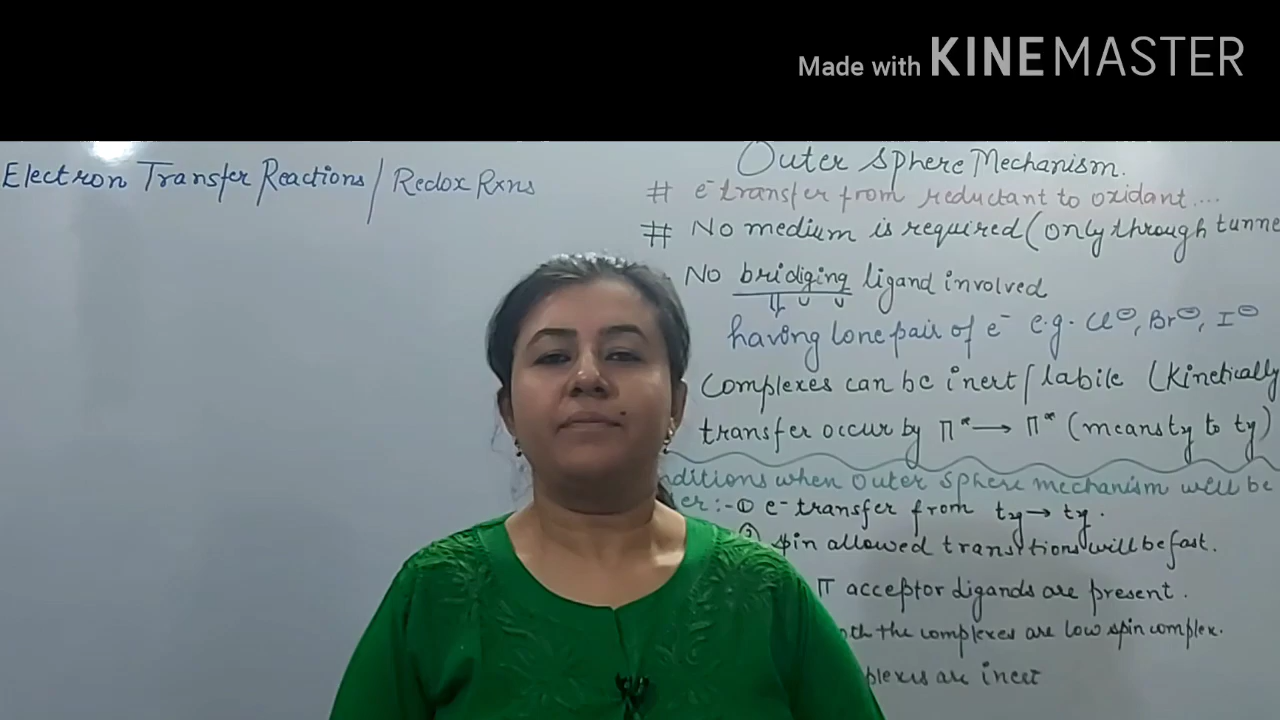 Made with KINEMASTER
Electron Transfer Reactions / Redox Rxns
Outer Sphere Mechanism.
# e⁻ transfer from reductant to oxidant...
# No medium is required (only through tunne
No bridiging ligand involved
having lone pair of e⁻ e.g. Cl⊖, Br⊖, I⊖
Complexes can be inert / labile (Kinetically
transfer occur by Π* → Π* (means t₂g to t₂g)
nditions when outer sphere mechanism will be
er :- ① e⁻ transfer from t₂g → t₂g.
② spin allowed transitions will be fast.
Π acceptor ligands are present.
oth the complexes are low spin complex.
plexes are inert